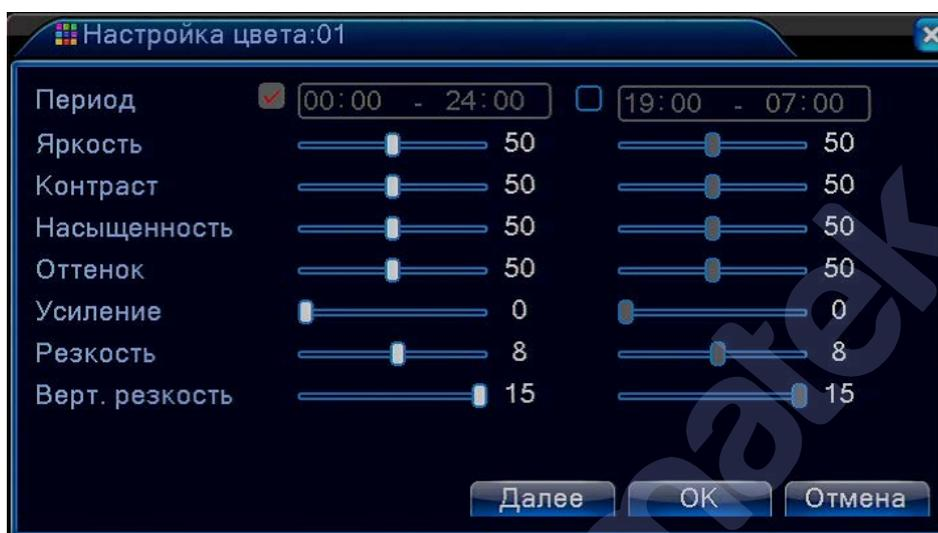 Настройка цвета:01
Период 00:00 - 24:00 19:00 - 07:00
Яркость 50 50
Контраст 50 50
Насыщенность 50 50
Оттенок 50 50
Усиление 0 0
Резкость 8 8
Верт. резкость 15 15
Далее OK Отмена